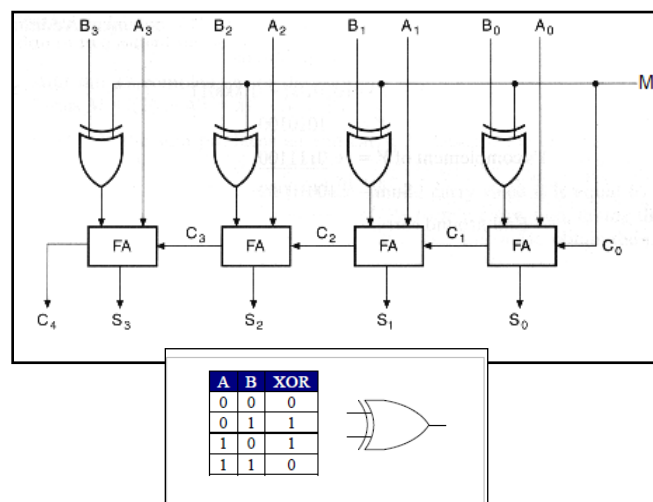 B₃ A₃ B₂ A₂ B₁ A₁ B₀ A₀
M
FA C₃ FA C₂ FA C₁ FA C₀
C₄ S₃ S₂ S₁ S₀
A B XOR
0 0 0
0 1 1
1 0 1
1 1 0